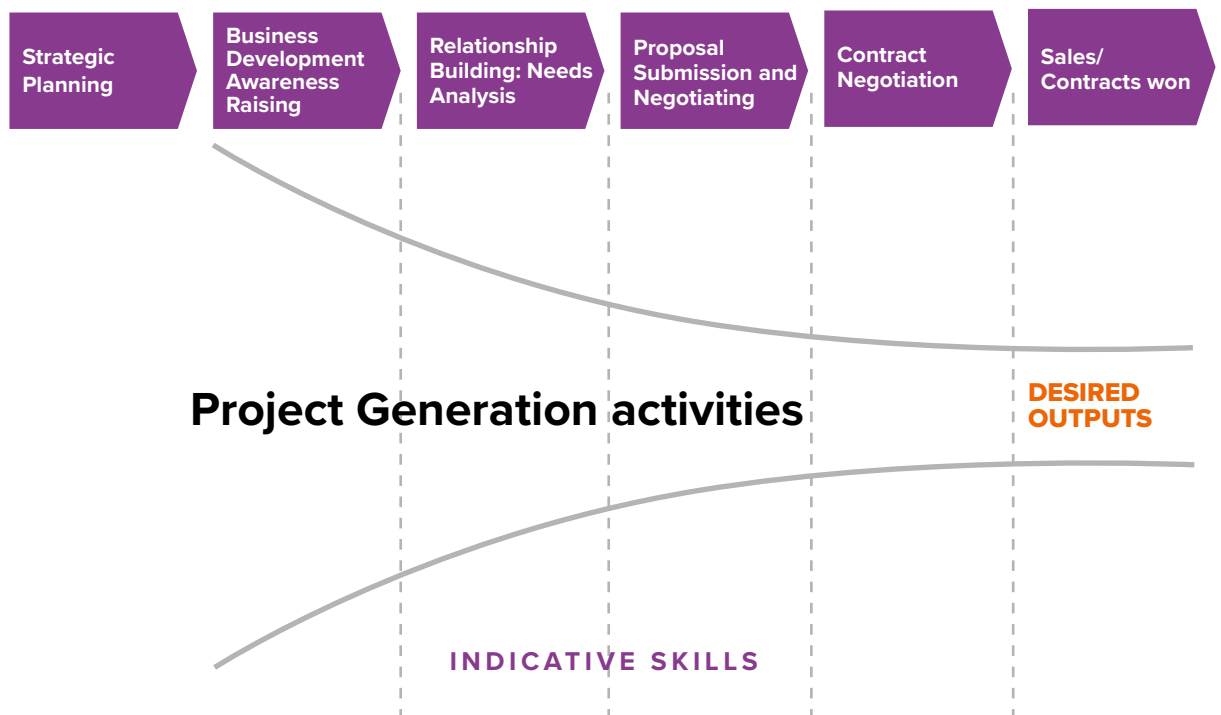 Strategic
Planning
Business
Development
Awareness
Raising
Relationship
Building: Needs
Analysis
Proposal
Submission and
Negotiating
Contract
Negotiation
Sales/
Contracts won
Project Generation activities
DESIRED
OUTPUTS
INDICATIVE SKILLS